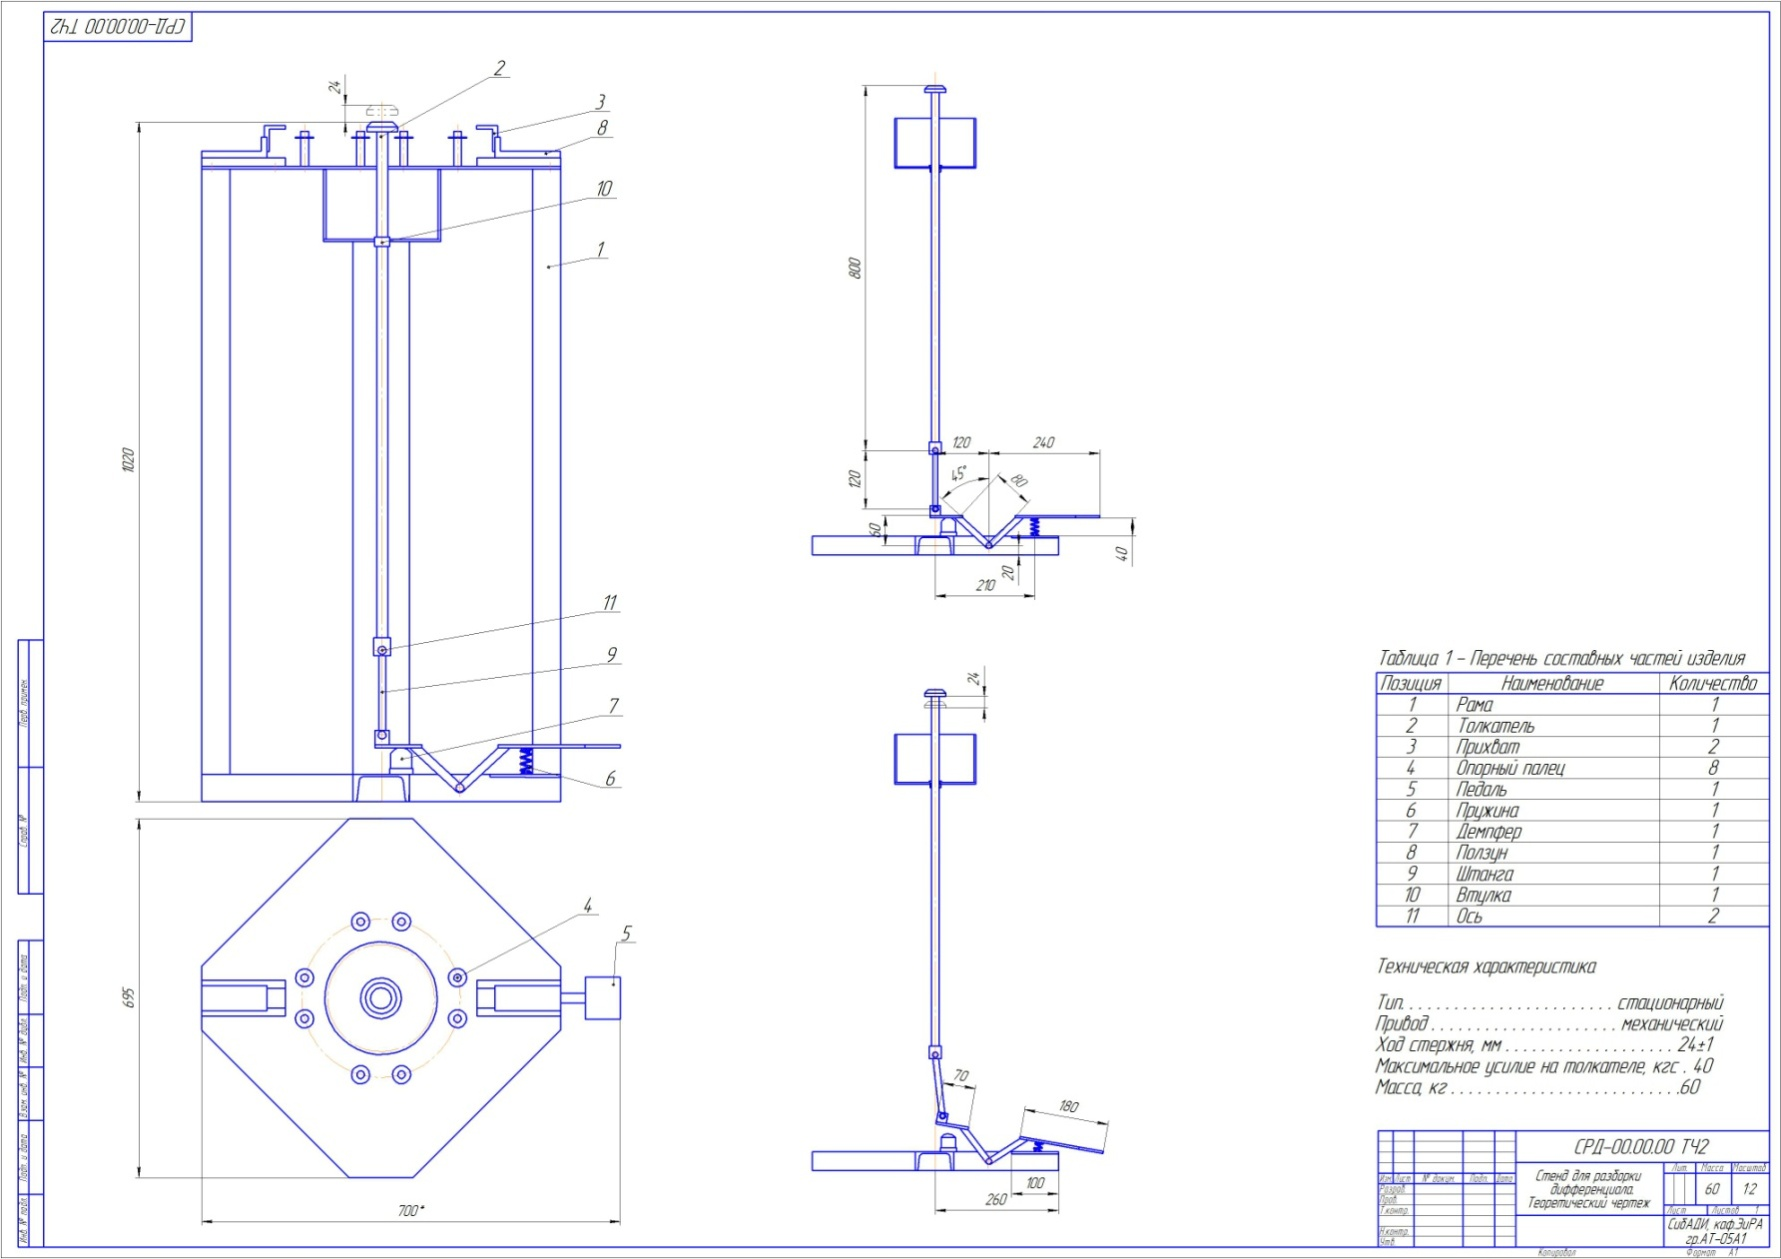 СРД-00.00.00 ТЧ2
24
2
3
8
10
1
1020
11
9
7
6
4
5
695
700*
800
120
120
240
45°
80
60
40
20
210
24
70
180
100
260
Таблица 1 - Перечень составных частей изделия
Позиция Наименование Количество
1 Рама 1
2 Толкатель 1
3 Прихват 2
4 Опорный палец 8
5 Педаль 1
6 Пружина 1
7 Демпфер 1
8 Ползун 1
9 Штанга 1
10 Втулка 1
11 Ось 2
Техническая характеристика
Тип. . . . . . . . . . . . . . . . . . . . . . . . стационарный
Привод . . . . . . . . . . . . . . . . . . . . . механический
Ход стержня, мм . . . . . . . . . . . . . . . . . . . 24±1
Максимальное усилие на толкателе, кгс . 40
Масса, кг . . . . . . . . . . . . . . . . . . . . . . . . . . 60
СРД-00.00.00 ТЧ2
Изм. Лист № докум. Подп. Дата
Разраб.
Пров.
Т.контр.
Н.контр.
Утв.
Стенд для разборки
дифференциала.
Теоретический чертеж
Лит. Масса Масштаб
60 1:2
Лист Листов 1
СибАДИ, каф.ЭиРА
гр.АТ-05А1
Копировал Формат А1
Перв. примен.
Справ. №
Подп. и дата
Инв. № дубл.
Взам. инв. №
Подп. и дата
Инв. № подл.